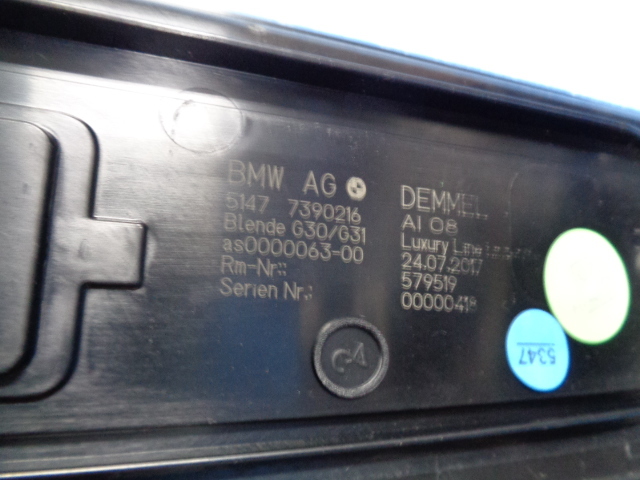 BMW AG
5147 7390216
Blende G30/G31
as0000063-00
Rm-Nr.:
Serien Nr.:
DEMMEL
AI 08
Luxury Line
24.07.2017
579519
00000418
G4
5347